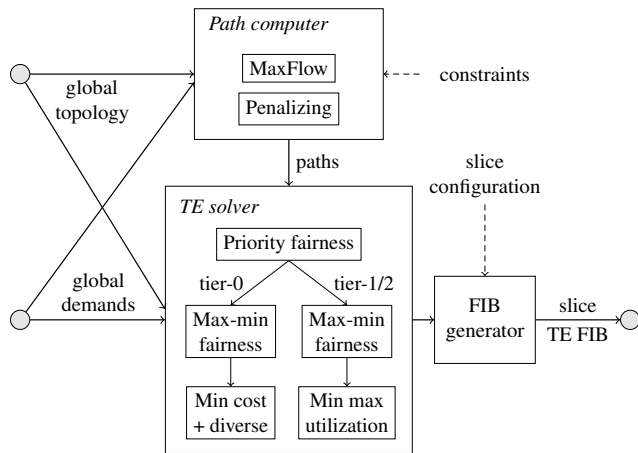 Path computer
MaxFlow
Penalizing
global
topology
constraints
paths
slice
configuration
TE solver
Priority fairness
tier-0
tier-1/2
global
demands
Max-min
fairness
Max-min
fairness
FIB
generator
slice
TE FIB
Min cost
+ diverse
Min max
utilization